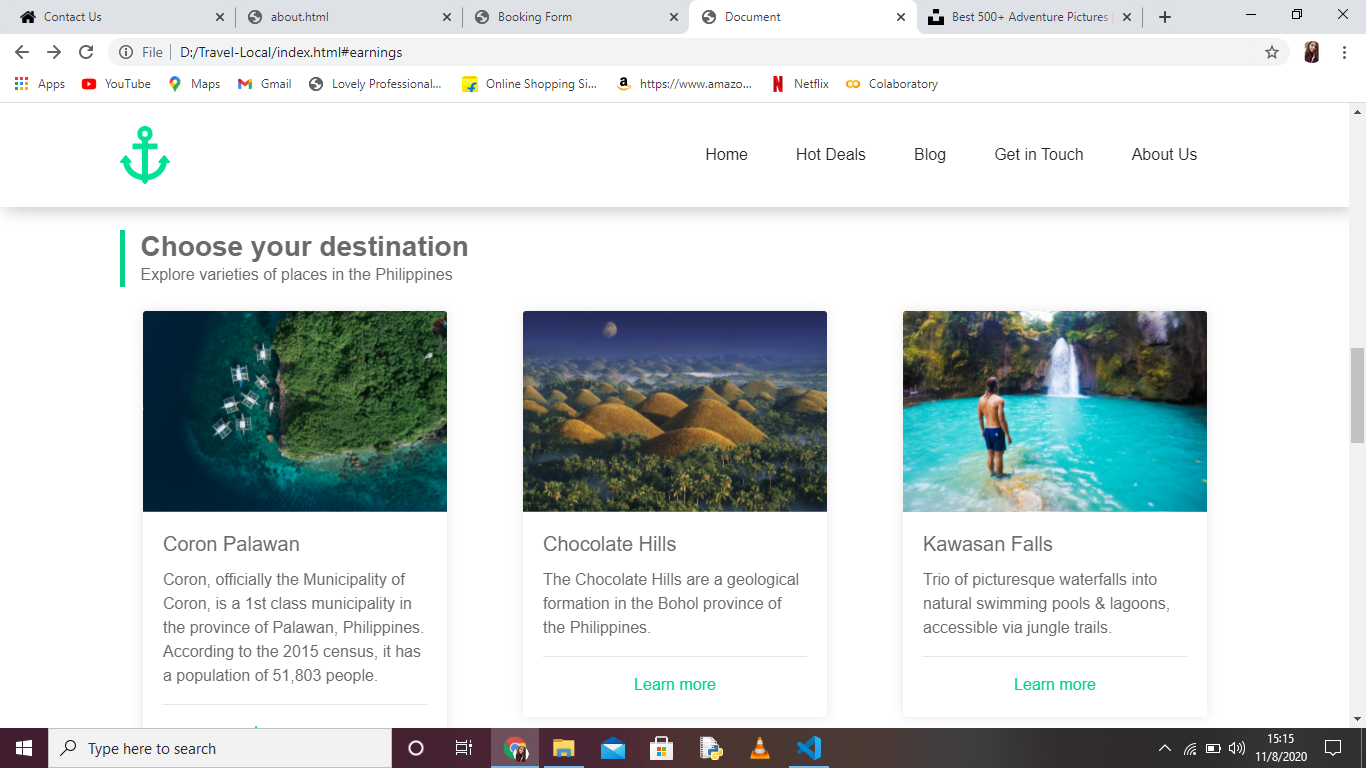 Contact Us
about.html
Booking Form
Document
Best 500+ Adventure Pictures
File
D:/Travel-Local/index.html#earnings
Apps
YouTube
Maps
Gmail
Lovely Professional...
Online Shopping Si...
https://www.amazo...
Netflix
Colaboratory
Home
Hot Deals
Blog
Get in Touch
About Us
Choose your destination
Explore varieties of places in the Philippines
Coron Palawan
Coron, officially the Municipality of
Coron, is a 1st class municipality in
the province of Palawan, Philippines.
According to the 2015 census, it has
a population of 51,803 people.
Chocolate Hills
The Chocolate Hills are a geological
formation in the Bohol province of
the Philippines.
Learn more
Kawasan Falls
Trio of picturesque waterfalls into
natural swimming pools & lagoons,
accessible via jungle trails.
Learn more
Type here to search
15:15
11/8/2020